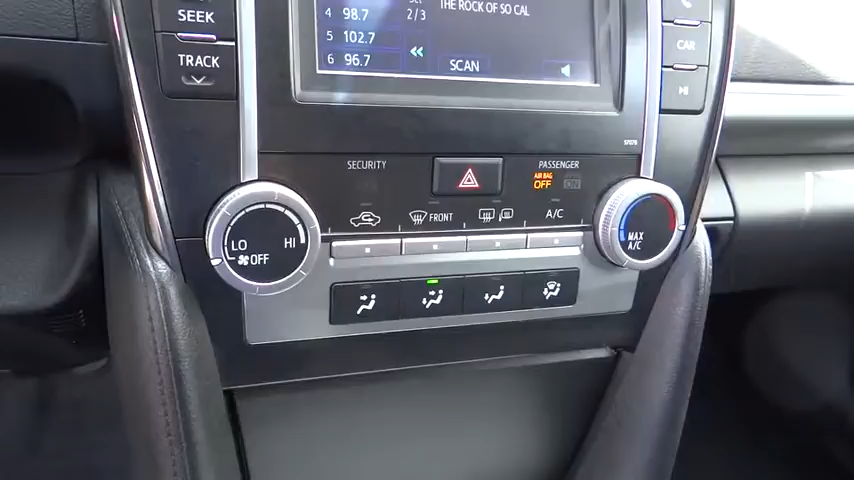 SEEK
TRACK
4 98.7
2/3
5 102.7
6 96.7
THE ROCK OF SO CAL
SCAN
CAR
57076
SECURITY
PASSENGER
AIR BAG
OFF
ON
FRONT
A/C
LO
OFF
HI
MAX
A/C